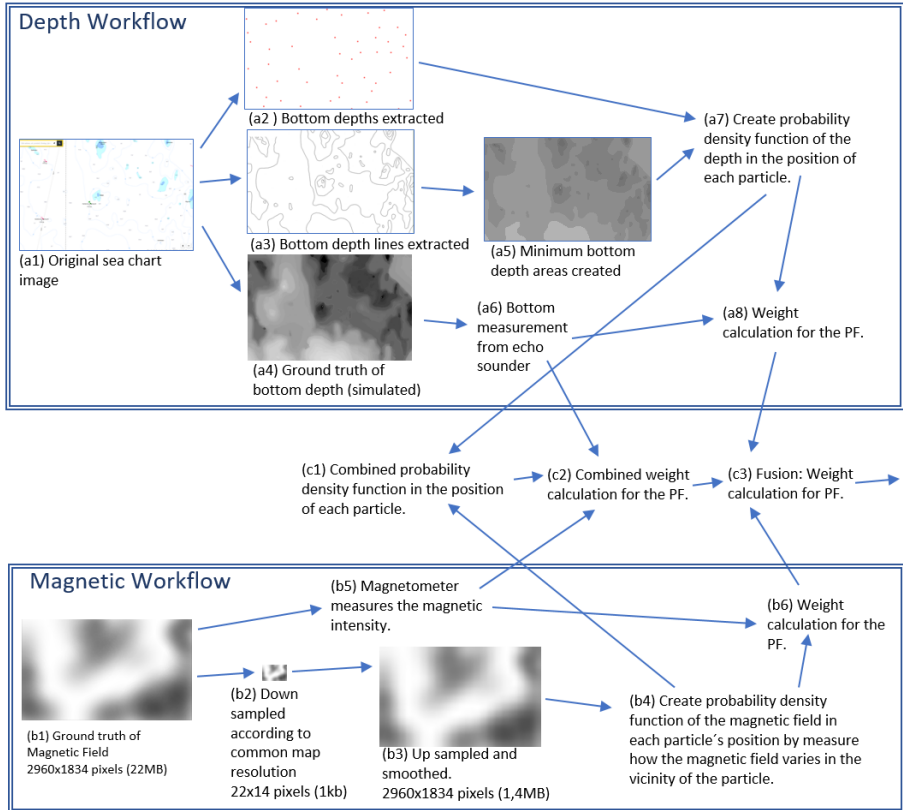 Depth Workflow
(a2 ) Bottom depths extracted
(a7) Create probability
density function of the
depth in the position of
each particle.
(a3) Bottom depth lines extracted
(a1) Original sea chart
image
(a5) Minimum bottom
depth areas created
(a6) Bottom
measurement
from echo
sounder
(a8) Weight
calculation for the PF.
(a4) Ground truth of
bottom depth (simulated)
(c1) Combined probability
density function in the position
of each particle.
(c2) Combined weight
calculation for the PF.
(c3) Fusion: Weight
calculation for PF.
Magnetic Workflow
(b5) Magnetometer
measures the magnetic
intensity.
(b6) Weight
calculation for the
PF.
(b1) Ground truth of
Magnetic Field
2960x1834 pixels (22MB)
(b2) Down
sampled
according to
common map
resolution
22x14 pixels (1kb)
(b3) Up sampled and
smoothed.
2960x1834 pixels (1,4MB)
(b4) Create probability density
function of the magnetic field in
each particle´s position by measure
how the magnetic field varies in the
vicinity of the particle.